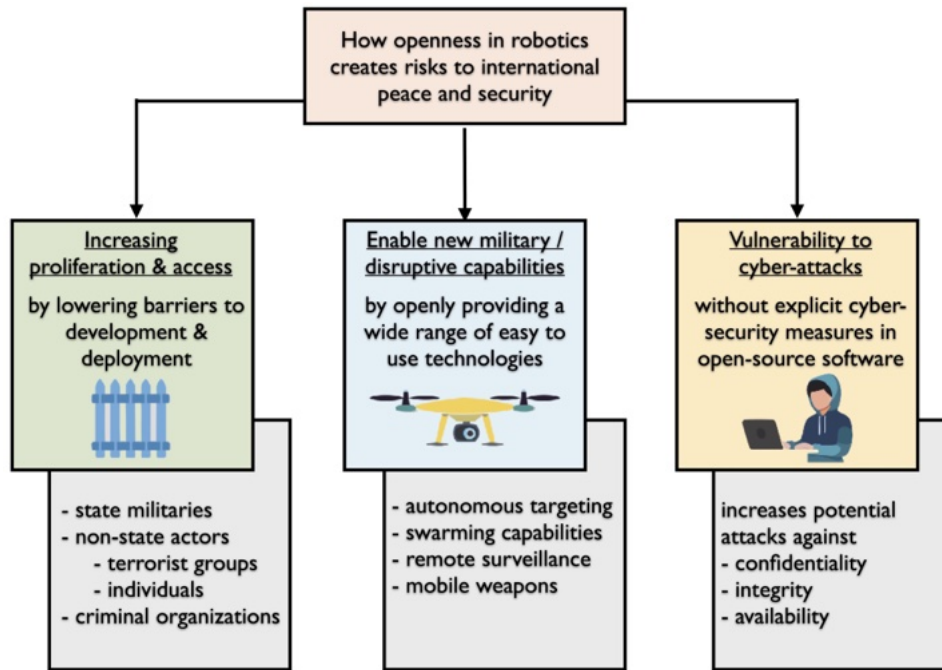 How openness in robotics
creates risks to international
peace and security
Increasing
proliferation & access
by lowering barriers to
development &
deployment
- state militaries
- non-state actors
- terrorist groups
- individuals
- criminal organizations
Enable new military /
disruptive capabilities
by openly providing a
wide range of easy to
use technologies
- autonomous targeting
- swarming capabilities
- remote surveillance
- mobile weapons
Vulnerability to
cyber-attacks
without explicit cyber-
security measures in
open-source software
increases potential
attacks against
- confidentiality
- integrity
- availability